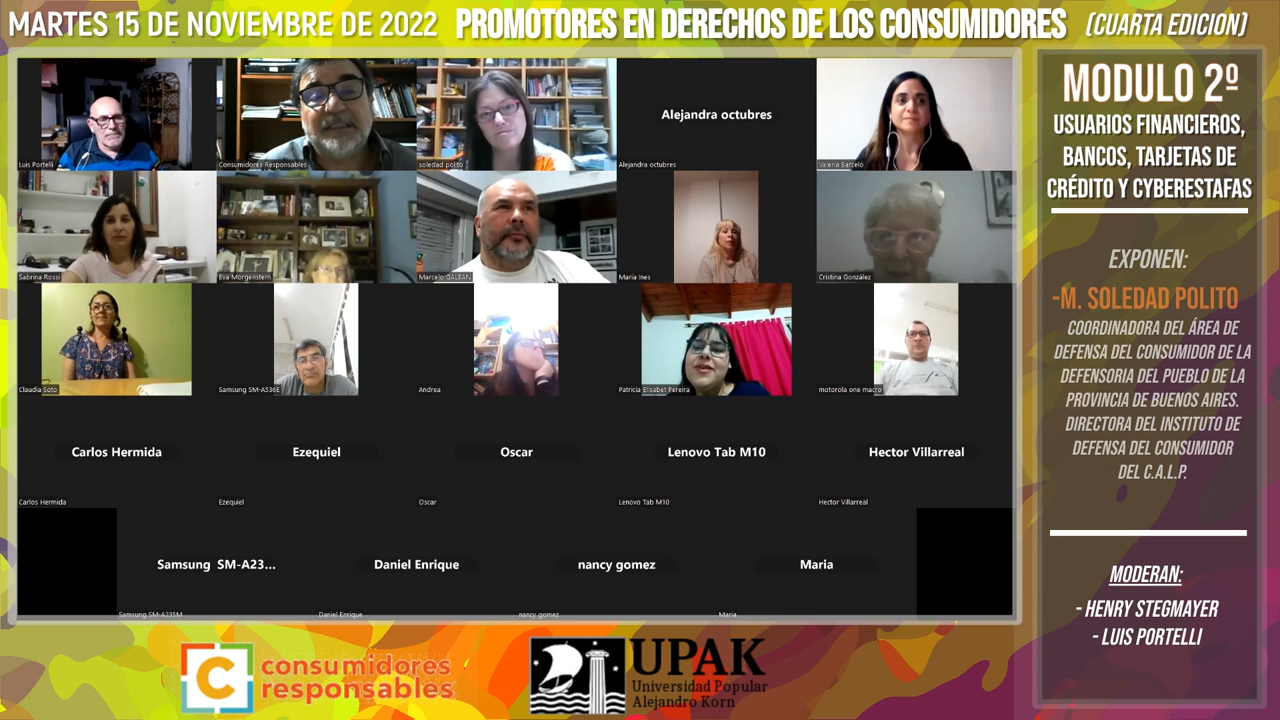 MARTES 15 DE NOVIEMBRE DE 2022 PROMOTORES EN DERECHOS DE LOS CONSUMIDORES (CUARTA EDICION)
Alejandra octubres
Luis Portelli
Consumidores Responsables
soledad polito
Alejandra octubres
Valeria Barceló
Sabrina Rossi
Eva Morgenstern
Marcelo GALBAN
Maria Ines
Cristina González
Claudia Soto
Samsung SM-A536E
Andrea
Patricia Elisabet Pereira
motorola one macro
Carlos Hermida
Ezequiel
Oscar
Lenovo Tab M10
Hector Villarreal
Carlos Hermida
Ezequiel
Oscar
Lenovo Tab M10
Hector Villarreal
Samsung SM-A23...
Daniel Enrique
nancy gomez
Maria
Samsung SM-A235M
Daniel Enrique
nancy gomez
Maria
MODULO 2º
USUARIOS FINANCIEROS,
BANCOS, TARJETAS DE
CRÉDITO Y CYBERESTAFAS
EXPONEN:
-M. SOLEDAD POLITO
COORDINADORA DEL ÁREA DE
DEFENSA DEL CONSUMIDOR DE LA
DEFENSORIA DEL PUEBLO DE LA
PROVINCIA DE BUENOS AIRES.
DIRECTORA DEL INSTITUTO DE
DEFENSA DEL CONSUMIDOR
DEL C.A.L.P.
MODERAN:
- HENRY STEGMAYER
- LUIS PORTELLI
C consumidores
responsables
UPAK
Universidad Popular
Alejandro Korn